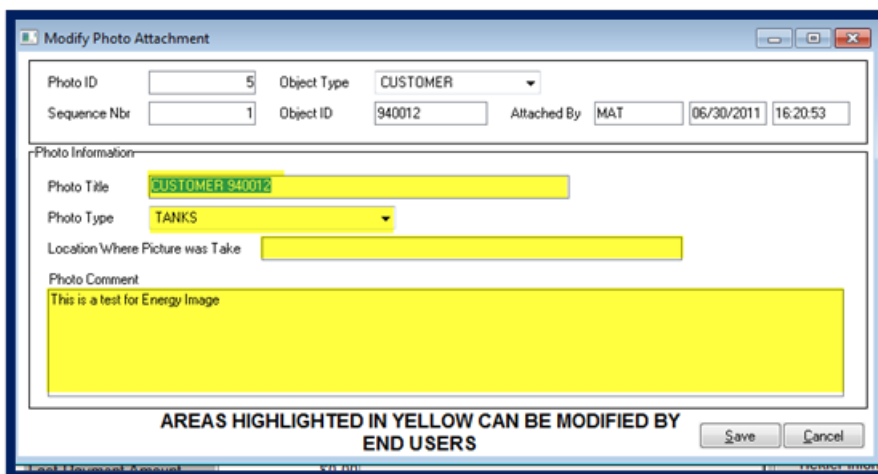 Modify Photo Attachment
Photo ID 5 Object Type CUSTOMER
Sequence Nbr 1 Object ID 940012 Attached By MAT 06/30/2011 16:20:53
Photo Information
Photo Title CUSTOMER 940012
Photo Type TANKS
Location Where Picture was Take
Photo Comment
This is a test for Energy Image
AREAS HIGHLIGHTED IN YELLOW CAN BE MODIFIED BY
END USERS
Save Cancel
Last Payment Amount